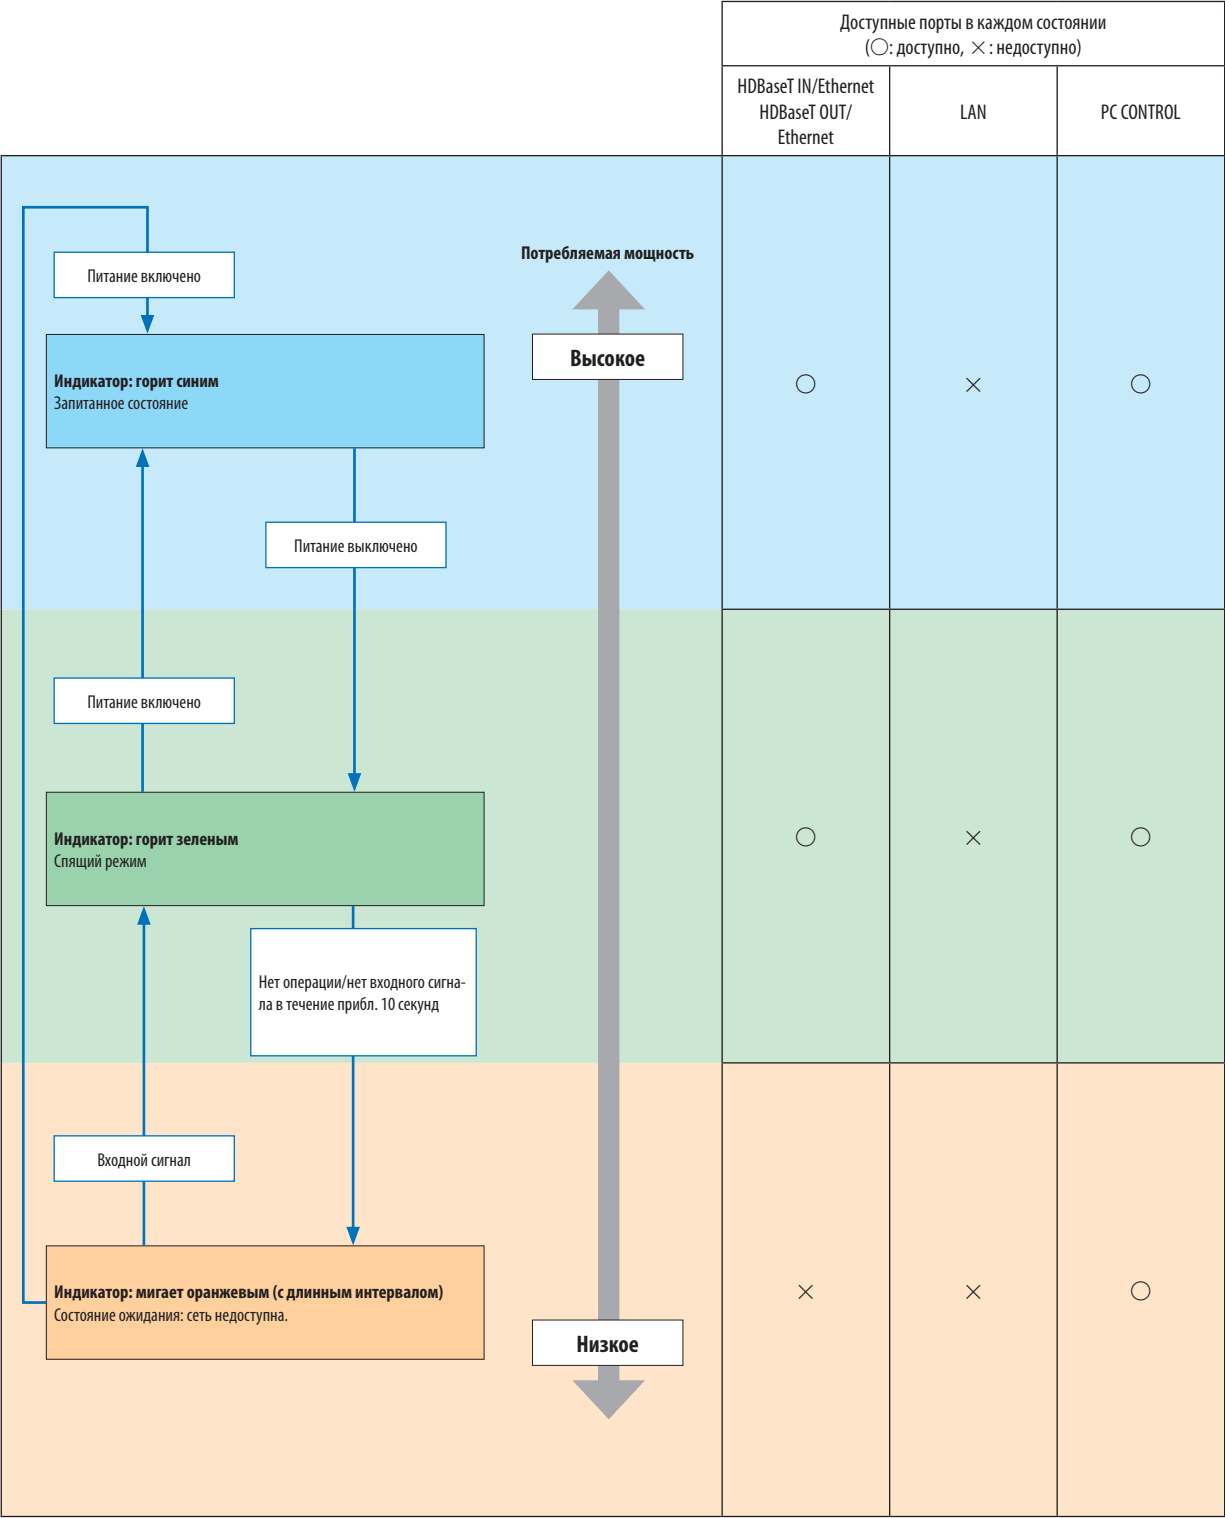 Доступные порты в каждом состоянии
(○: доступно, ×: недоступно)
HDBaseT IN/Ethernet
HDBaseT OUT/
Ethernet
LAN
PC CONTROL
Потребляемая мощность
Питание включено
Высокое
Индикатор: горит синим
Запитанное состояние
○
×
○
Питание выключено
Питание включено
Индикатор: горит зеленым
Спящий режим
○
×
○
Нет операции/нет входного сигна-
ла в течение прибл. 10 секунд
Входной сигнал
Индикатор: мигает оранжевым (с длинным интервалом)
Состояние ожидания: сеть недоступна.
×
×
○
Низкое